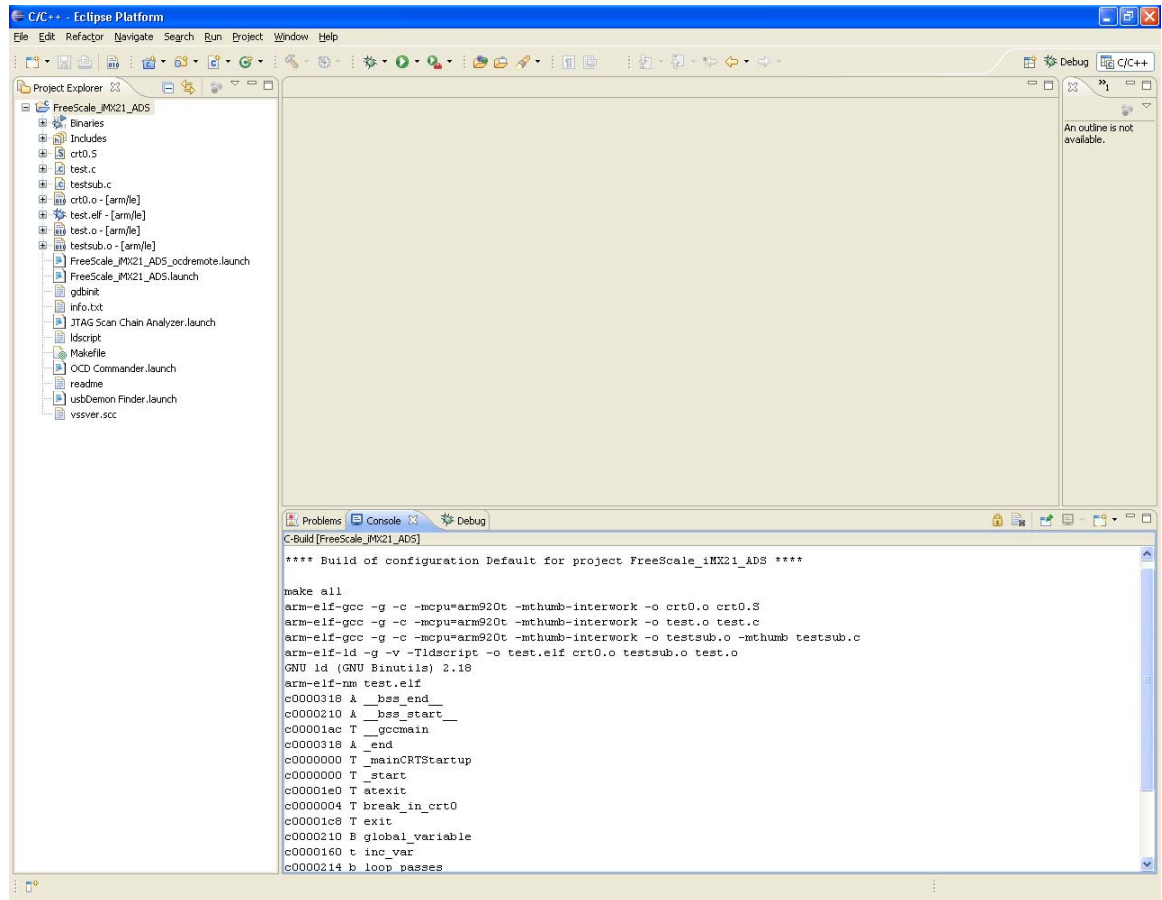 C/C++ - Eclipse Platform
File Edit Refactor Navigate Search Run Project Window Help
Debug C/C++
Project Explorer
FreeScale_iMX21_ADS
Binaries
Includes
crt0.S
test.c
testsub.c
crt0.o - [arm/le]
test.elf - [arm/le]
test.o - [arm/le]
testsub.o - [arm/le]
FreeScale_iMX21_ADS_ocdremote.launch
FreeScale_iMX21_ADS.launch
gdbinit
info.txt
JTAG Scan Chain Analyzer.launch
ldscript
Makefile
OCD Commander.launch
readme
usbDemon Finder.launch
vssver.scc
»1
An outline is not
available.
Problems Console Debug
C-Build [FreeScale_iMX21_ADS]
**** Build of configuration Default for project FreeScale_iMX21_ADS ****
make all
arm-elf-gcc -g -c -mcpu=arm920t -mthumb-interwork -o crt0.o crt0.S
arm-elf-gcc -g -c -mcpu=arm920t -mthumb-interwork -o test.o test.c
arm-elf-gcc -g -c -mcpu=arm920t -mthumb-interwork -o testsub.o -mthumb testsub.c
arm-elf-ld -g -v -Tldscript -o test.elf crt0.o testsub.o test.o
GNU ld (GNU Binutils) 2.18
arm-elf-nm test.elf
c0000318 A __bss_end__
c0000210 A __bss_start__
c00001ac T __gccmain
c0000318 A _end
c0000000 T _mainCRTStartup
c0000000 T _start
c00001e0 T atexit
c0000004 T break_in_crt0
c00001c8 T exit
c0000210 B global_variable
c0000160 t inc_var
c0000214 b loop_passes